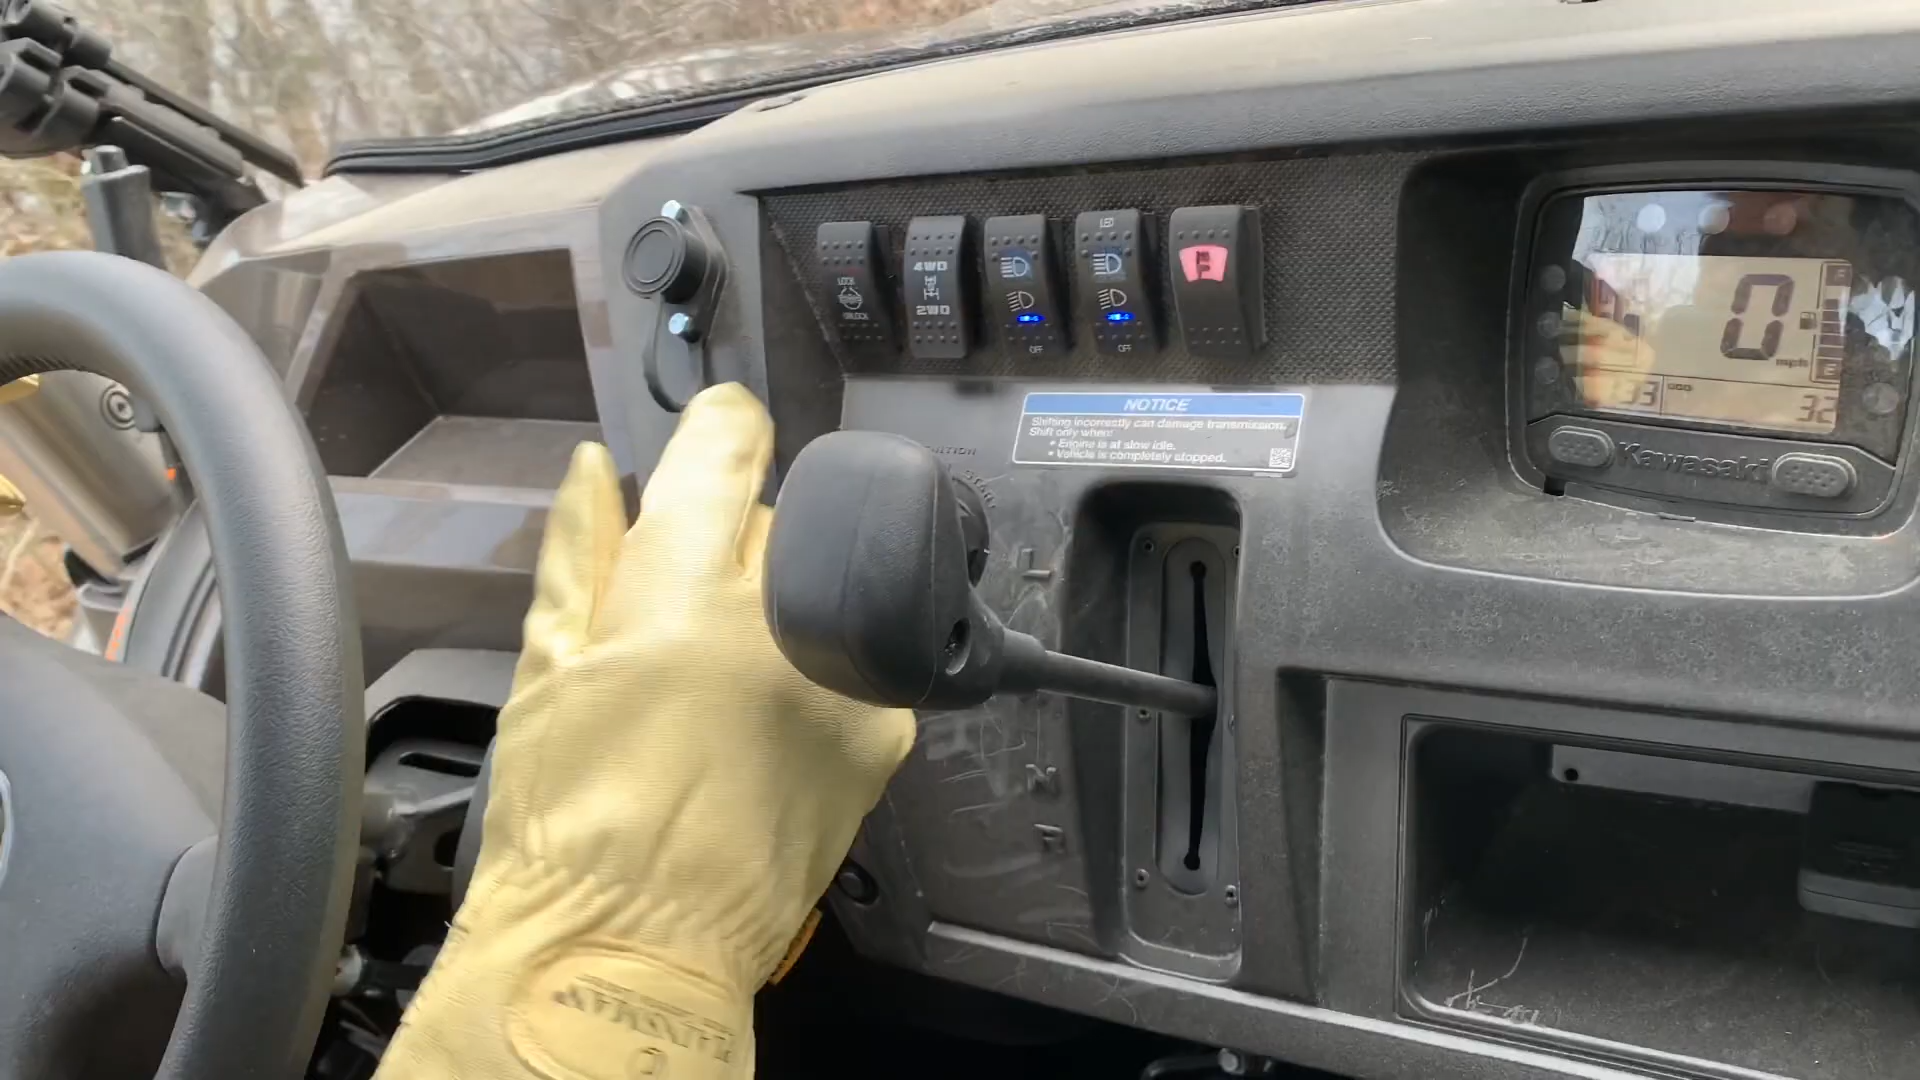 LOCK
UNLOCK
4WD
2WD
OFF
LED
OFF
NOTICE
Shifting incorrectly can damage transmission.
Shift only when:
• Engine is at slow idle.
• Vehicle is completely stopped.
START
L
N
R
0
mph
F
E
Kawasaki